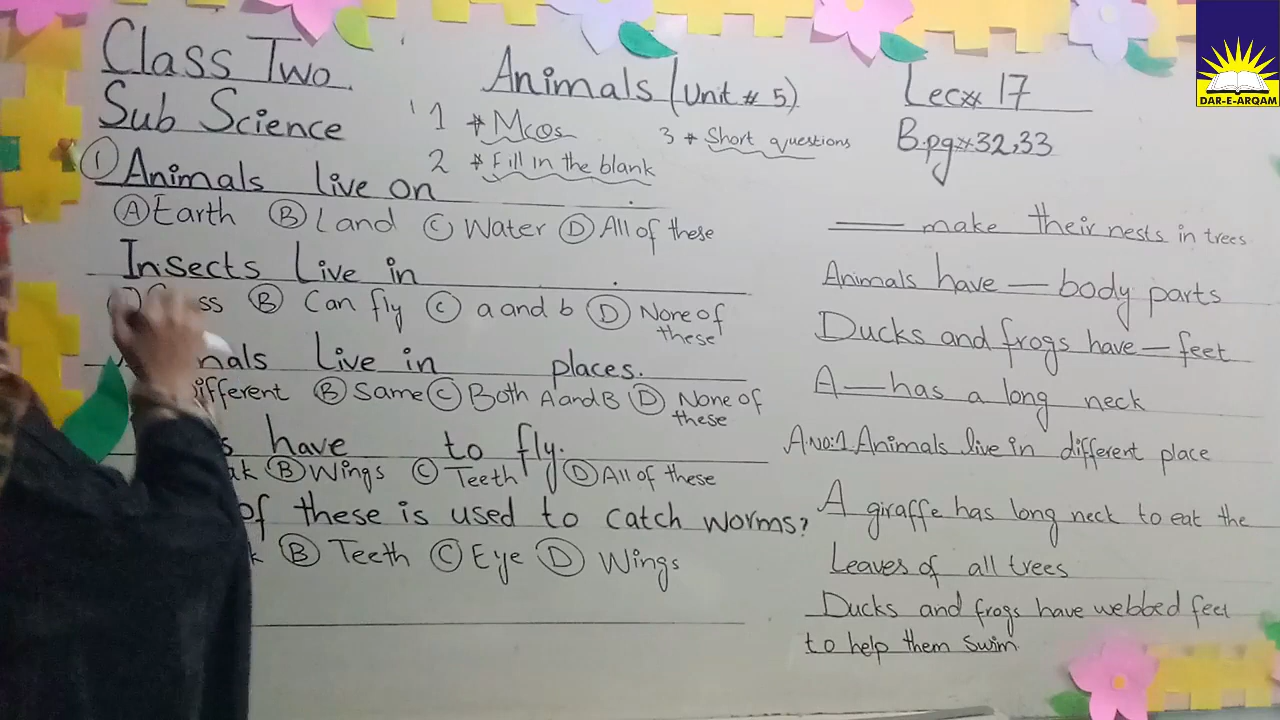 Class Two
Sub Science
Animals (Unit # 5)
1 * Mcqs
2 * Fill in the blank
3 * Short questions
Lec# 17
B.pg#32,33
DAR-E-ARQAM
① Animals live on .
Ⓐ Earth Ⓑ Land Ⓒ Water Ⓓ All of these
Insects Live in .
Ⓑ Can fly Ⓒ a and b Ⓓ None of
these
Live in places.
Ⓑ Same Ⓒ Both A and B Ⓓ None of
these
have to fly.
Ⓑ Wings Ⓒ Teeth Ⓓ All of these
of these is used to catch worms?
Ⓑ Teeth Ⓒ Eye Ⓓ Wings
— make their nests in trees
Animals have — body parts
Ducks and frogs have — feet
A — has a long neck
A.no:1 Animals live in different place
A giraffe has long neck to eat the
Leaves of all trees
Ducks and frogs have webbed feet
to help them swim